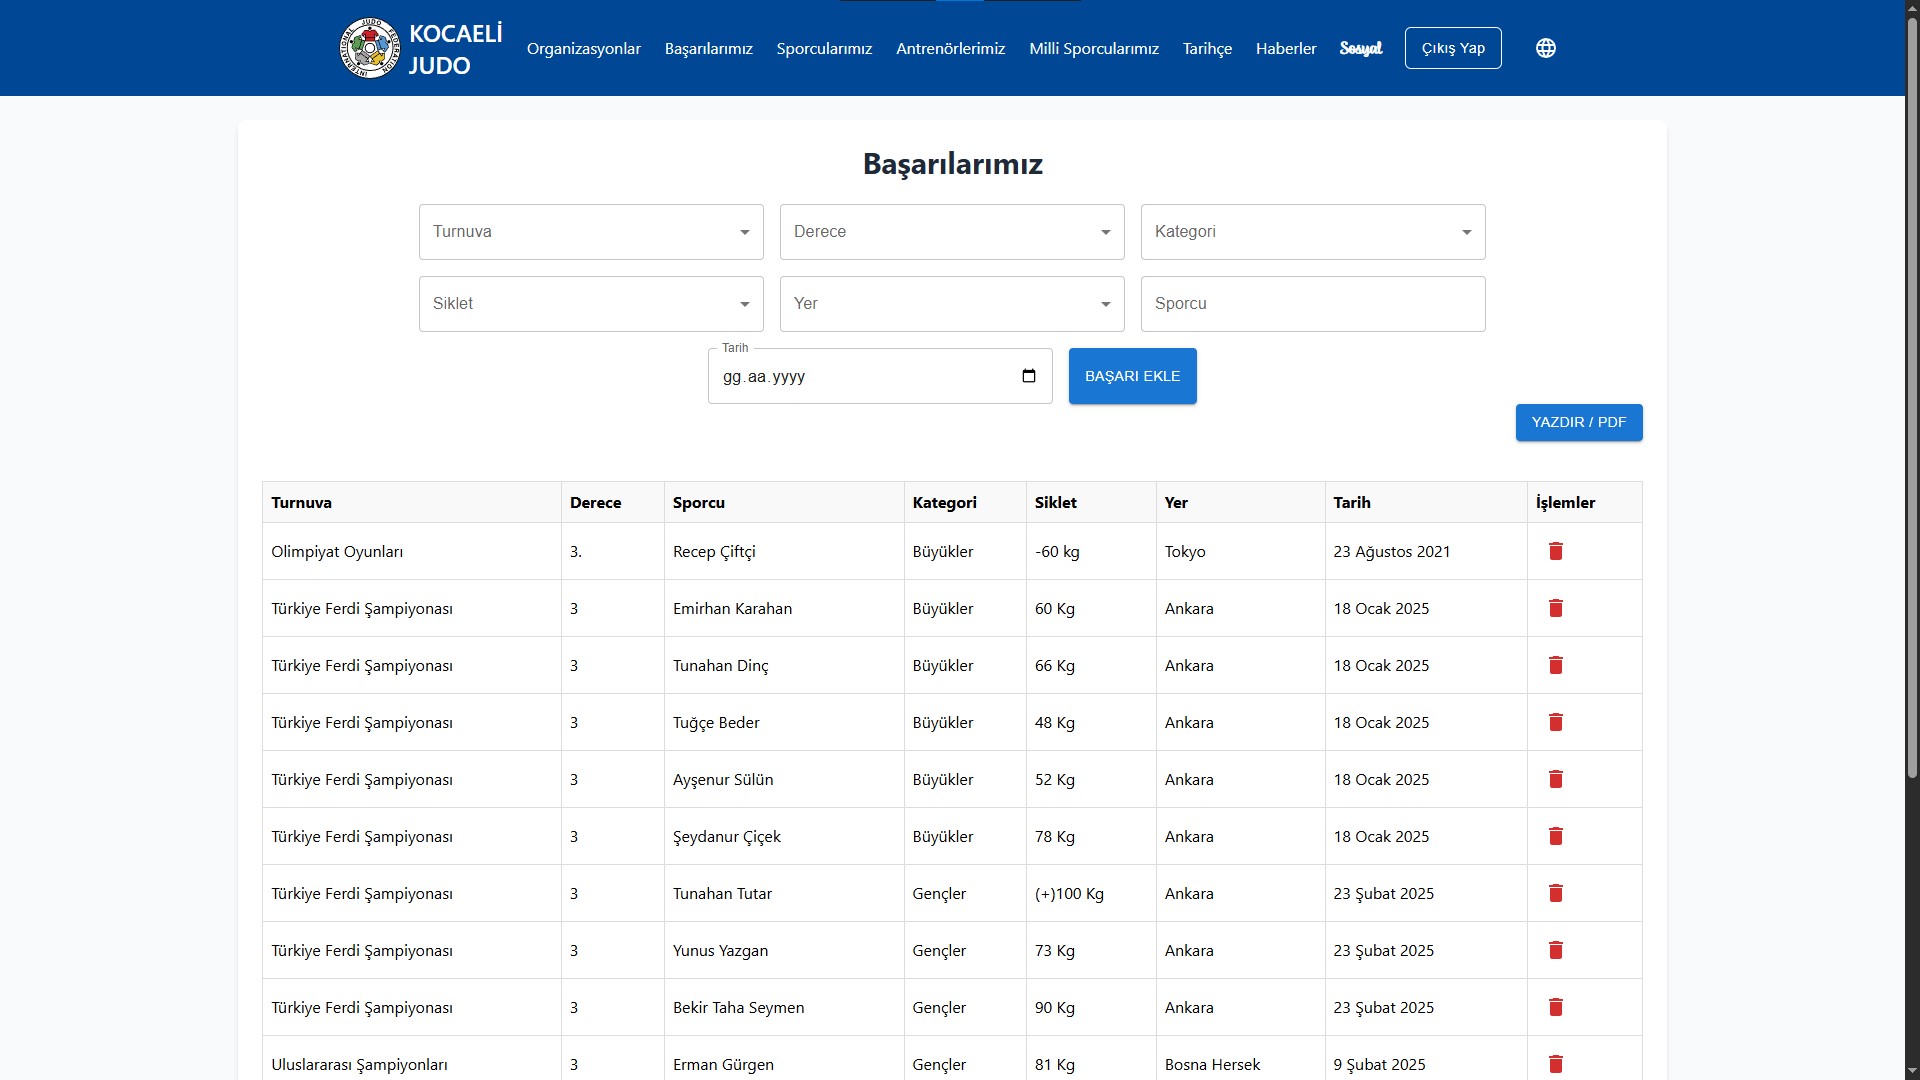 KOCAELİ
JUDO
Organizasyonlar Başarılarımız Sporcularımız Antrenörlerimiz Milli Sporcularımız Tarihçe Haberler Sosyal Çıkış Yap
Başarılarımız
Turnuva Derece Kategori
Siklet Yer Sporcu
Tarih
gg.aa.yyyy BAŞARI EKLE
YAZDIR / PDF
Turnuva Derece Sporcu Kategori Siklet Yer Tarih İşlemler
Olimpiyat Oyunları 3. Recep Çiftçi Büyükler -60 kg Tokyo 23 Ağustos 2021
Türkiye Ferdi Şampiyonası 3 Emirhan Karahan Büyükler 60 Kg Ankara 18 Ocak 2025
Türkiye Ferdi Şampiyonası 3 Tunahan Dinç Büyükler 66 Kg Ankara 18 Ocak 2025
Türkiye Ferdi Şampiyonası 3 Tuğçe Beder Büyükler 48 Kg Ankara 18 Ocak 2025
Türkiye Ferdi Şampiyonası 3 Ayşenur Sülün Büyükler 52 Kg Ankara 18 Ocak 2025
Türkiye Ferdi Şampiyonası 3 Şeydanur Çiçek Büyükler 78 Kg Ankara 18 Ocak 2025
Türkiye Ferdi Şampiyonası 3 Tunahan Tutar Gençler (+)100 Kg Ankara 23 Şubat 2025
Türkiye Ferdi Şampiyonası 3 Yunus Yazgan Gençler 73 Kg Ankara 23 Şubat 2025
Türkiye Ferdi Şampiyonası 3 Bekir Taha Seymen Gençler 90 Kg Ankara 23 Şubat 2025
Uluslararası Şampiyonları 3 Erman Gürgen Gençler 81 Kg Bosna Hersek 9 Şubat 2025